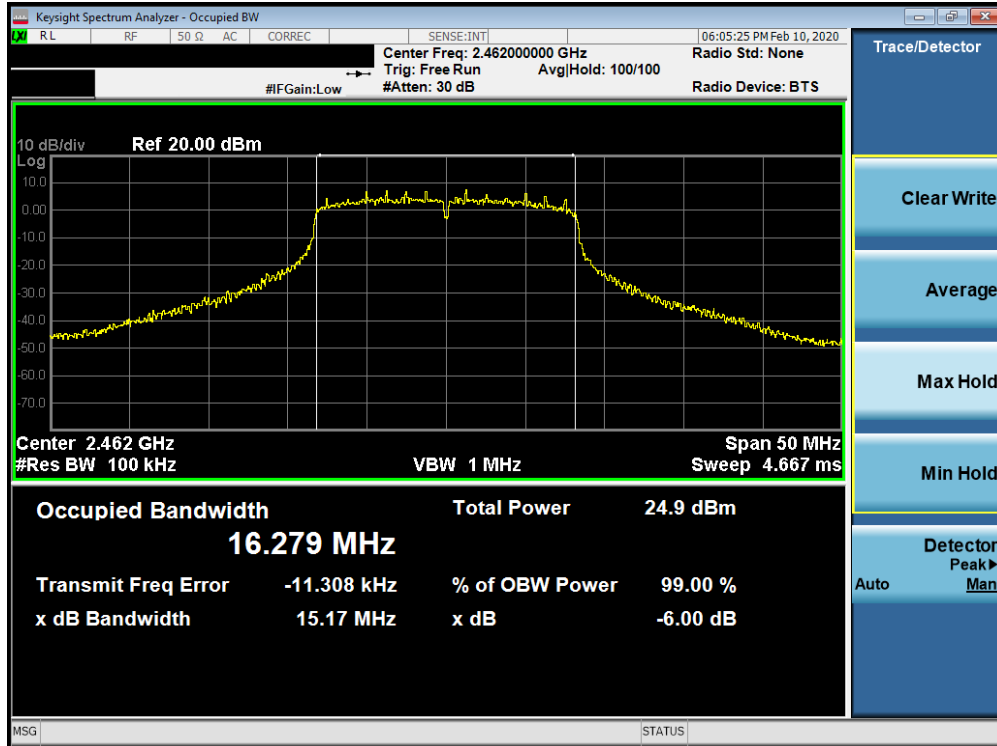 Keysight Spectrum Analyzer - Occupied BW
LXI RL RF 50 Ω AC CORREC SENSE:INT 06:05:25 PM Feb 10, 2020
Center Freq: 2.462000000 GHz Radio Std: None
Trig: Free Run Avg|Hold: 100/100
#IFGain:Low #Atten: 30 dB Radio Device: BTS
Trace/Detector
10 dB/div Ref 20.00 dBm
Log
10.0
0.00
-10.0
-20.0
-30.0
-40.0
-50.0
-60.0
-70.0
Center 2.462 GHz Span 50 MHz
#Res BW 100 kHz VBW 1 MHz Sweep 4.667 ms
Occupied Bandwidth Total Power 24.9 dBm
16.279 MHz
Transmit Freq Error -11.308 kHz % of OBW Power 99.00 %
x dB Bandwidth 15.17 MHz x dB -6.00 dB
Clear Write
Average
Max Hold
Min Hold
Detector
Peak▶
Auto Man
MSG STATUS